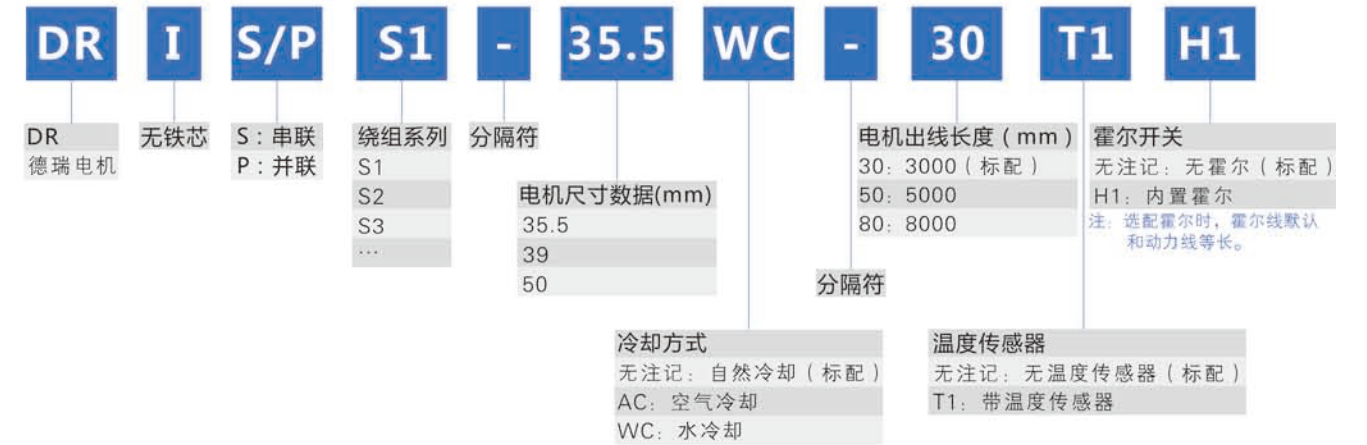 DR I S/P S1 - 35.5 WC - 30 T1 H1
DR
德瑞电机
无铁芯
S：串联
P：并联
绕组系列
S1
S2
S3
…
分隔符
电机尺寸数据(mm)
35.5
39
50
冷却方式
无注记：自然冷却（标配）
AC：空气冷却
WC：水冷却
分隔符
电机出线长度（mm）
30：3000（标配）
50：5000
80：8000
温度传感器
无注记：无温度传感器（标配）
T1：带温度传感器
霍尔开关
无注记：无霍尔（标配）
H1：内置霍尔
注：选配霍尔时，霍尔线默认
和动力线等长。